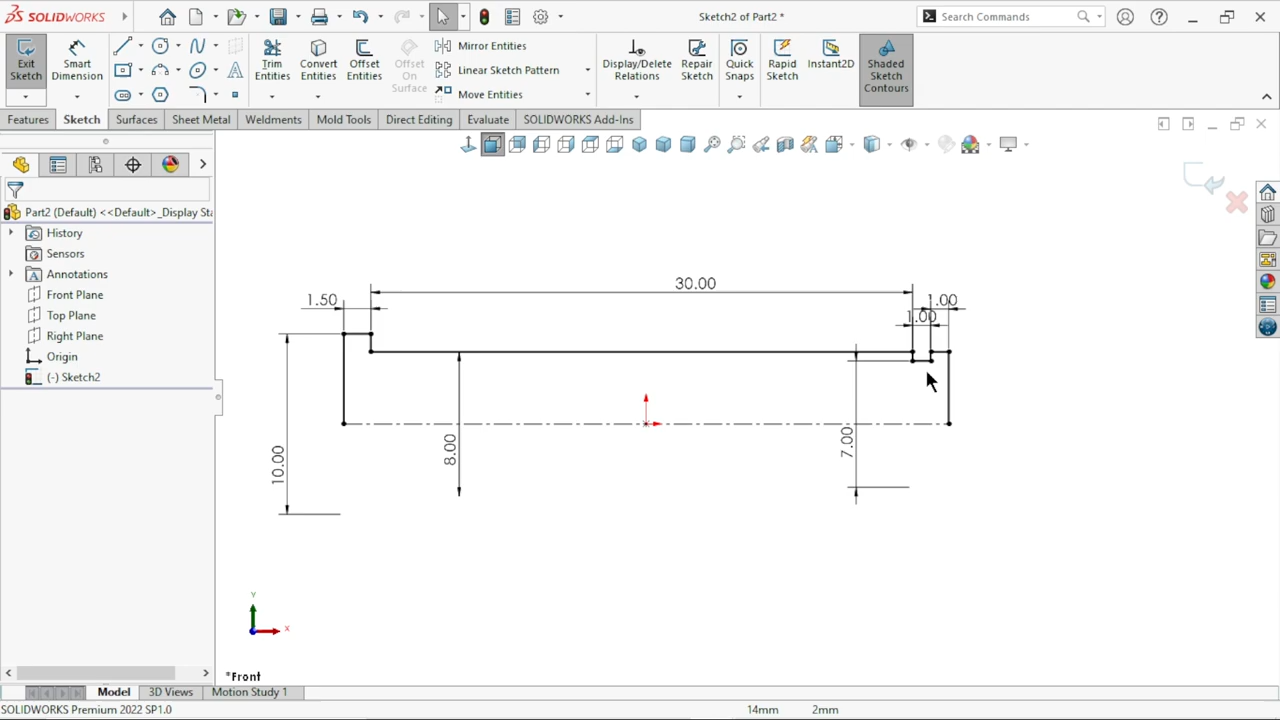 SOLIDWORKS
Sketch2 of Part2 *
Search Commands
Exit Sketch
Smart Dimension
Trim Entities
Convert Entities
Offset Entities
Offset On Surface
Mirror Entities
Linear Sketch Pattern
Move Entities
Display/Delete Relations
Repair Sketch
Quick Snaps
Rapid Sketch
Instant2D
Shaded Sketch Contours
Features
Sketch
Surfaces
Sheet Metal
Weldments
Mold Tools
Direct Editing
Evaluate
SOLIDWORKS Add-Ins
Part2 (Default) <<Default>_Display Sta
History
Sensors
Annotations
Front Plane
Top Plane
Right Plane
Origin
(-) Sketch2
30.00
1.50
1.00
1.00
10.00
8.00
7.00
Y
X
*Front
Model
3D Views
Motion Study 1
SOLIDWORKS Premium 2022 SP1.0
14mm
2mm